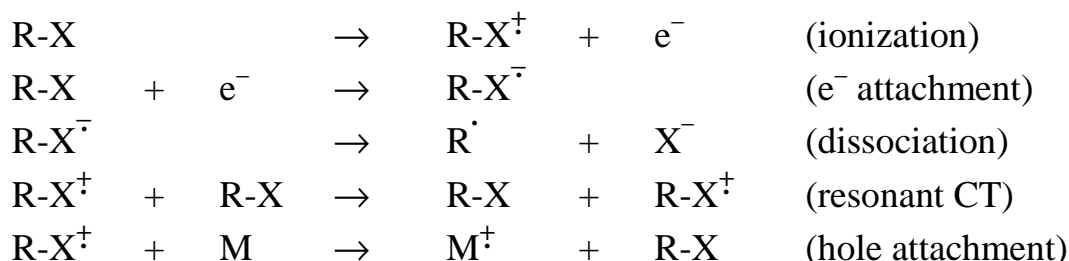 R-X → R-X⁺· + e⁻ (ionization)
R-X + e⁻ → R-X⁻· (e⁻ attachment)
R-X⁻· → R· + X⁻ (dissociation)
R-X⁺· + R-X → R-X + R-X⁺· (resonant CT)
R-X⁺· + M → M⁺· + R-X (hole attachment)